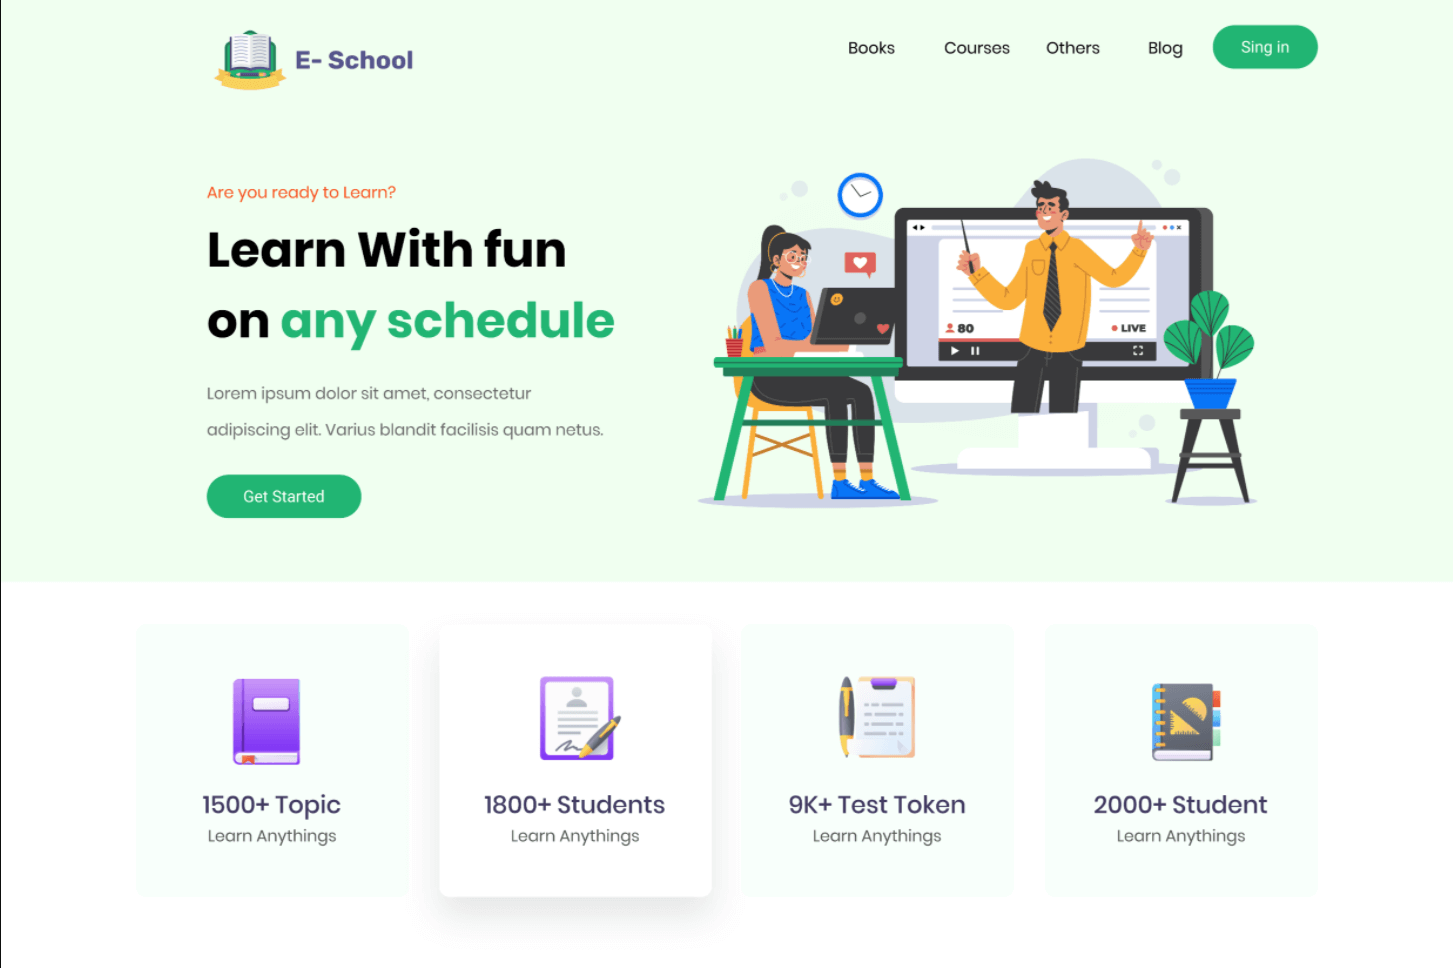 E- School
Books
Courses
Others
Blog
Sing in
Are you ready to Learn?
Learn With fun
on any schedule
Lorem ipsum dolor sit amet, consectetur
adipiscing elit. Varius blandit facilisis quam netus.
Get Started
80
LIVE
1500+ Topic
Learn Anythings
1800+ Students
Learn Anythings
9K+ Test Token
Learn Anythings
2000+ Student
Learn Anythings